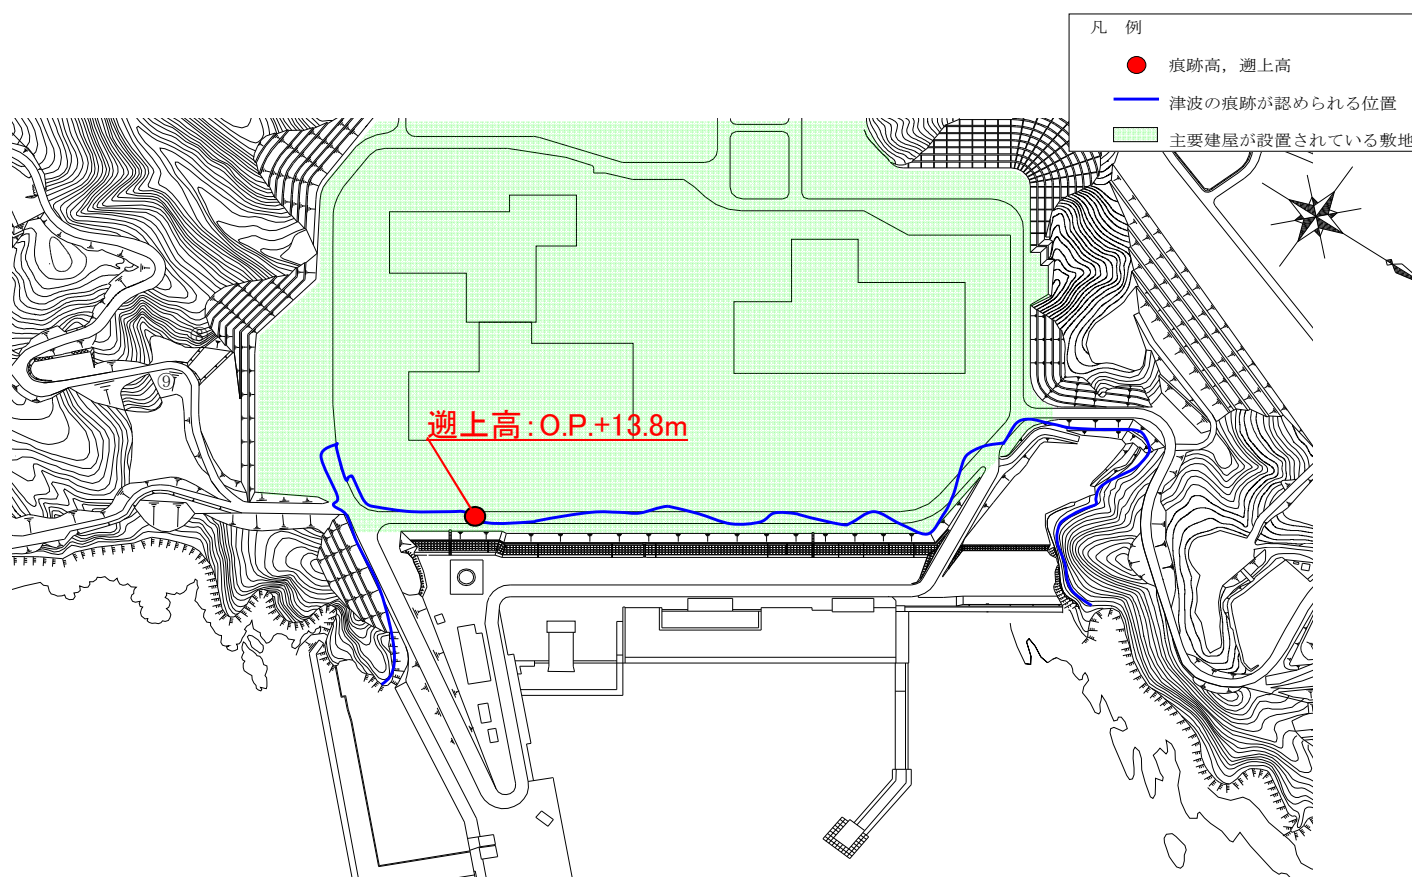 凡 例
痕跡高，遡上高
津波の痕跡が認められる位置
主要建屋が設置されている敷地
⑨
遡上高：O.P.+13.8m